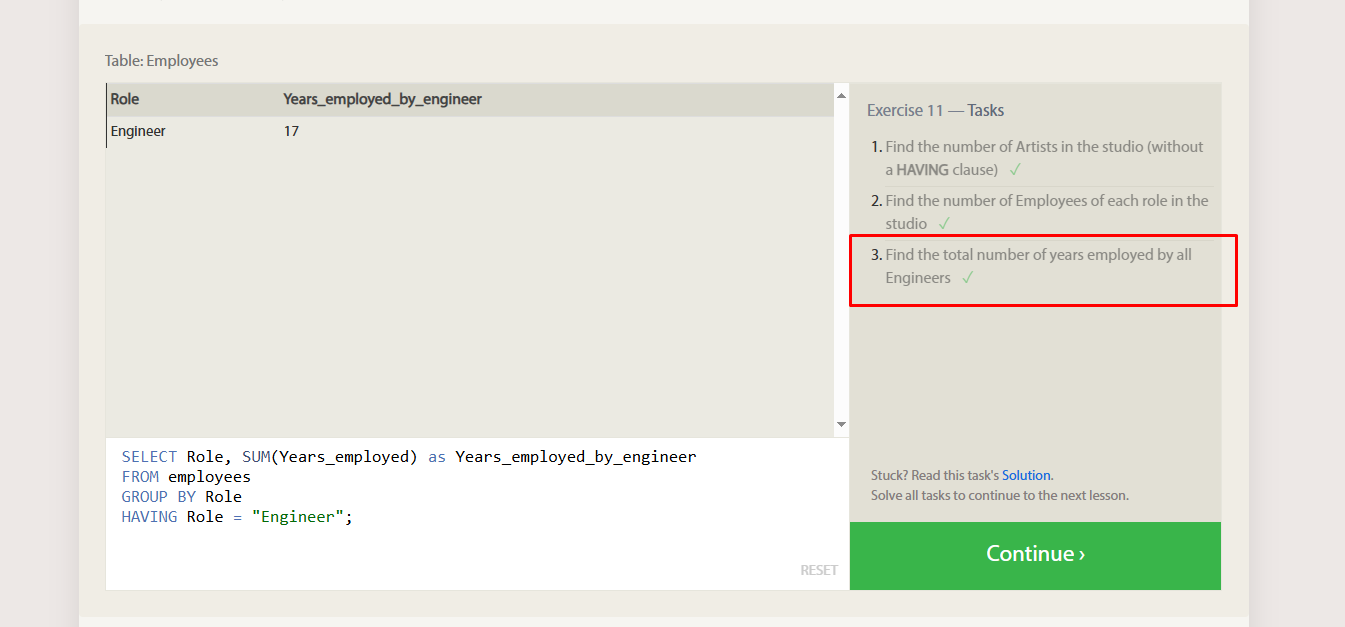 Table: Employees
Role Years_employed_by_engineer
Engineer 17
SELECT Role, SUM(Years_employed) as Years_employed_by_engineer
FROM employees
GROUP BY Role
HAVING Role = "Engineer";
RESET
Exercise 11 — Tasks
1. Find the number of Artists in the studio (without
a HAVING clause) ✓
2. Find the number of Employees of each role in the
studio ✓
3. Find the total number of years employed by all
Engineers ✓
Stuck? Read this task's Solution.
Solve all tasks to continue to the next lesson.
Continue ›